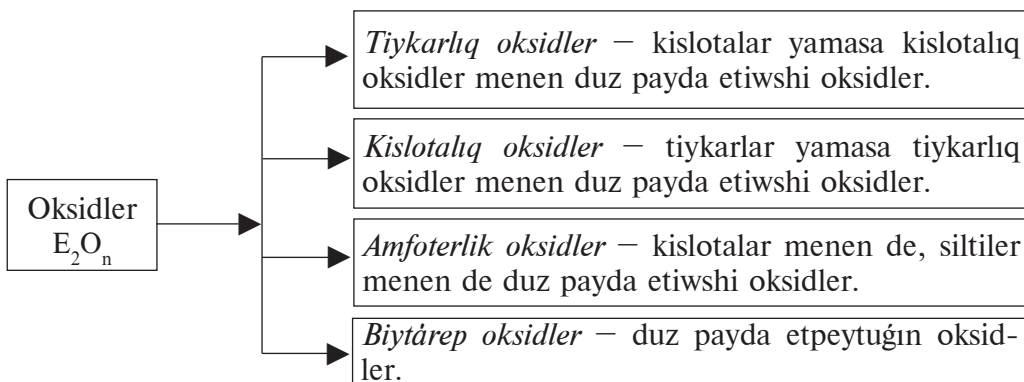 Oksidler
E₂Oₙ
Tiykarlıq oksidler – kislotalar yamasa kislotalıq
oksidler menen duz payda etiwshi oksidler.
Kislotalıq oksidler – tiykarlar yamasa tiykarlıq
oksidler menen duz payda etiwshi oksidler.
Amfoterlik oksidler – kislotalar menen de, siltiler
menen de duz payda etiwshi oksidler.
Biytárep oksidler – duz payda etpeytuǵın oksid-
ler.